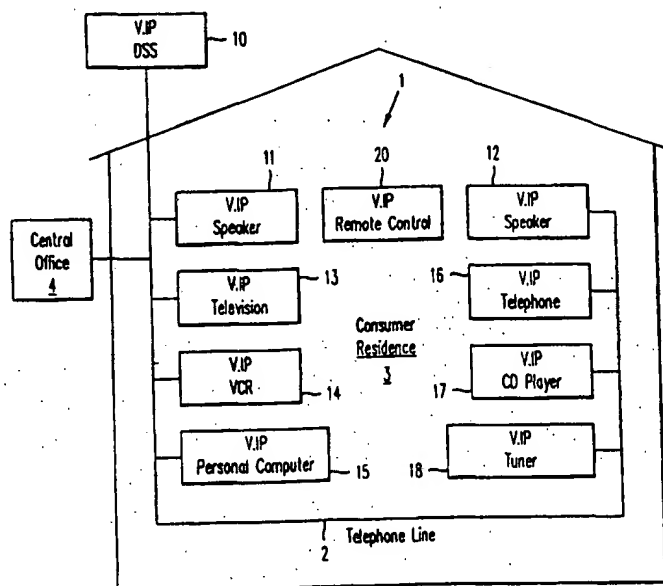 V.IP
DSS
10
1
11
20
12
V.IP
Speaker
V.IP
Remote Control
V.IP
Speaker
Central
Office
4
13
V.IP
Television
16
V.IP
Telephone
Consumer
Residence
3
V.IP
VCR
14
V.IP
CD Player
17
V.IP
Personal Computer
15
V.IP
Tuner
18
2
Telephone Line